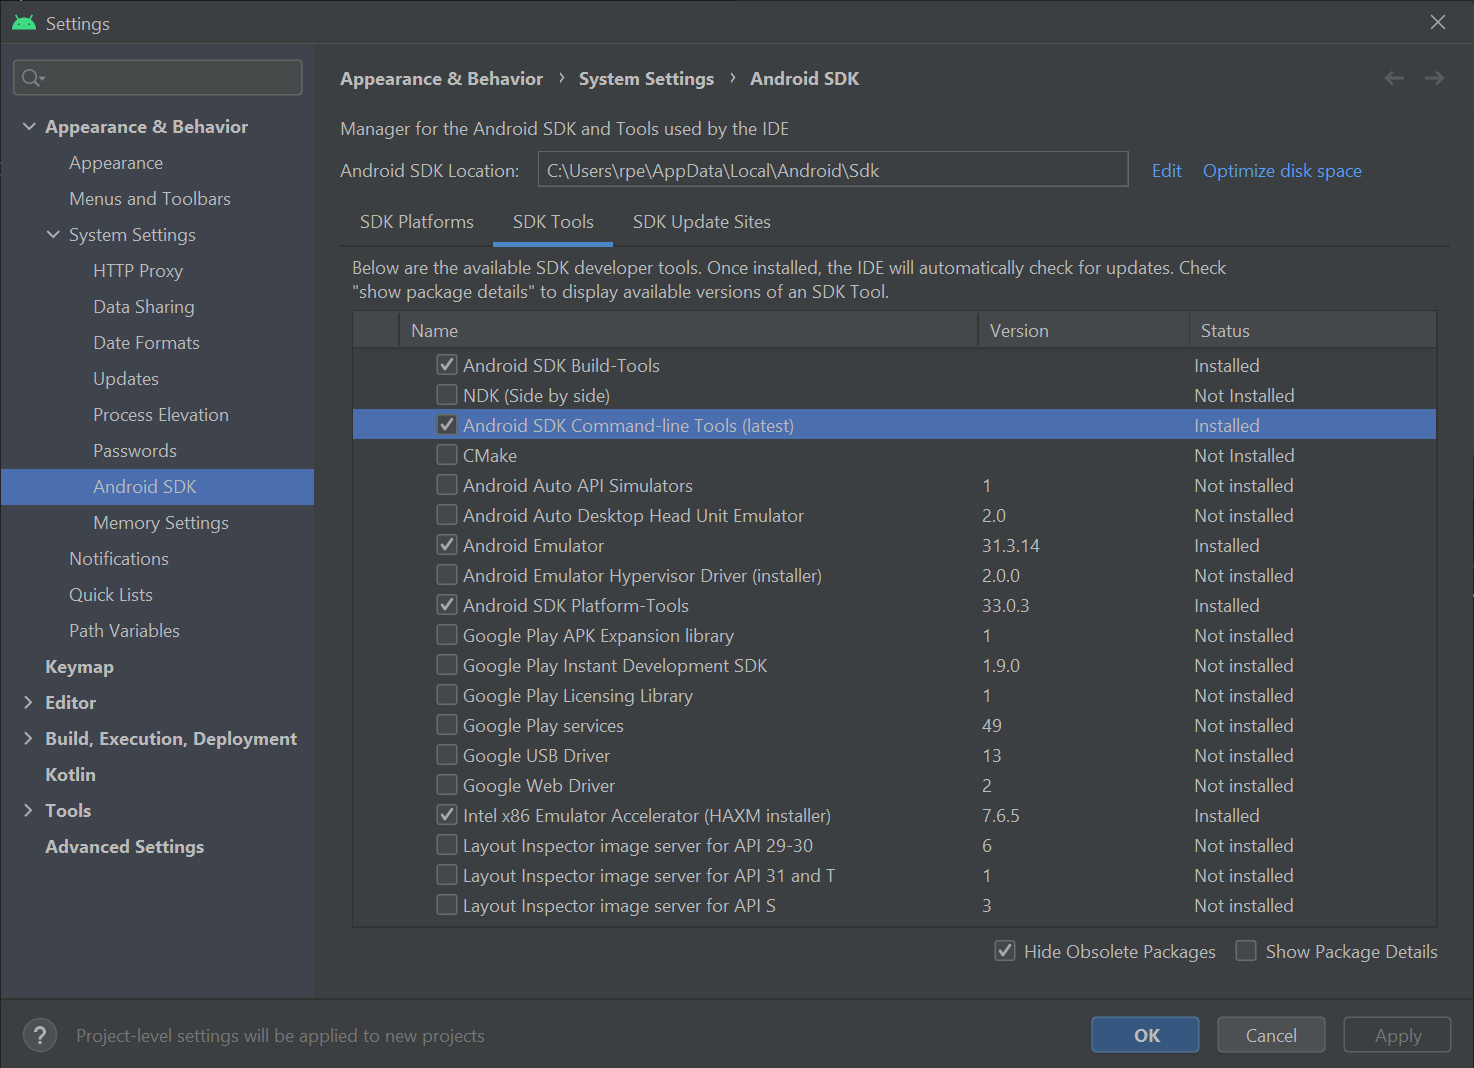 Settings
Appearance & Behavior
Appearance
Menus and Toolbars
System Settings
HTTP Proxy
Data Sharing
Date Formats
Updates
Process Elevation
Passwords
Android SDK
Memory Settings
Notifications
Quick Lists
Path Variables
Keymap
Editor
Build, Execution, Deployment
Kotlin
Tools
Advanced Settings
Appearance & Behavior › System Settings › Android SDK
Manager for the Android SDK and Tools used by the IDE
Android SDK Location: C:\Users\rpe\AppData\Local\Android\Sdk Edit Optimize disk space
SDK Platforms SDK Tools SDK Update Sites
Below are the available SDK developer tools. Once installed, the IDE will automatically check for updates. Check
"show package details" to display available versions of an SDK Tool.
Name Version Status
Android SDK Build-Tools Installed
NDK (Side by side) Not Installed
Android SDK Command-line Tools (latest) Installed
CMake Not Installed
Android Auto API Simulators 1 Not installed
Android Auto Desktop Head Unit Emulator 2.0 Not installed
Android Emulator 31.3.14 Installed
Android Emulator Hypervisor Driver (installer) 2.0.0 Not installed
Android SDK Platform-Tools 33.0.3 Installed
Google Play APK Expansion library 1 Not installed
Google Play Instant Development SDK 1.9.0 Not installed
Google Play Licensing Library 1 Not installed
Google Play services 49 Not installed
Google USB Driver 13 Not installed
Google Web Driver 2 Not installed
Intel x86 Emulator Accelerator (HAXM installer) 7.6.5 Installed
Layout Inspector image server for API 29-30 6 Not installed
Layout Inspector image server for API 31 and T 1 Not installed
Layout Inspector image server for API S 3 Not installed
Hide Obsolete Packages Show Package Details
? Project-level settings will be applied to new projects
OK Cancel Apply